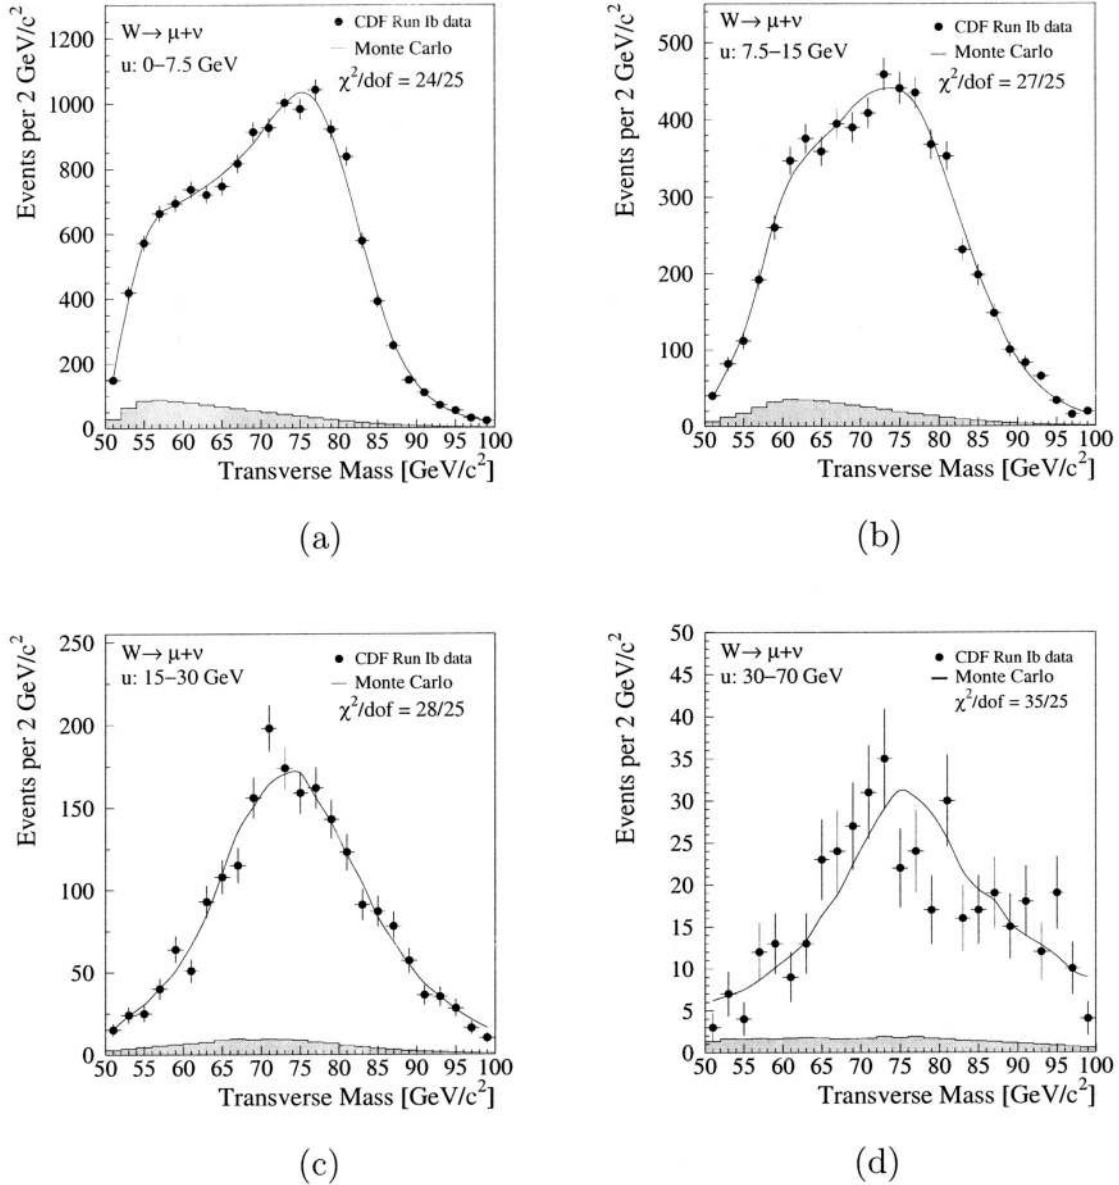 W→ μ+ν
u: 0–7.5 GeV
CDF Run Ib data
Monte Carlo
χ²/dof = 24/25
Events per 2 GeV/c²
1200
1000
800
600
400
200
0
50 55 60 65 70 75 80 85 90 95 100
Transverse Mass [GeV/c²]
(a)
W→ μ+ν
u: 7.5–15 GeV
CDF Run Ib data
Monte Carlo
χ²/dof = 27/25
Events per 2 GeV/c²
500
400
300
200
100
0
50 55 60 65 70 75 80 85 90 95 100
Transverse Mass [GeV/c²]
(b)
W→ μ+ν
u: 15–30 GeV
CDF Run Ib data
Monte Carlo
χ²/dof = 28/25
Events per 2 GeV/c²
250
200
150
100
50
0
50 55 60 65 70 75 80 85 90 95 100
Transverse Mass [GeV/c²]
(c)
W→ μ+ν
u: 30–70 GeV
CDF Run Ib data
Monte Carlo
χ²/dof = 35/25
Events per 2 GeV/c²
50
45
40
35
30
25
20
15
10
5
0
50 55 60 65 70 75 80 85 90 95 100
Transverse Mass [GeV/c²]
(d)